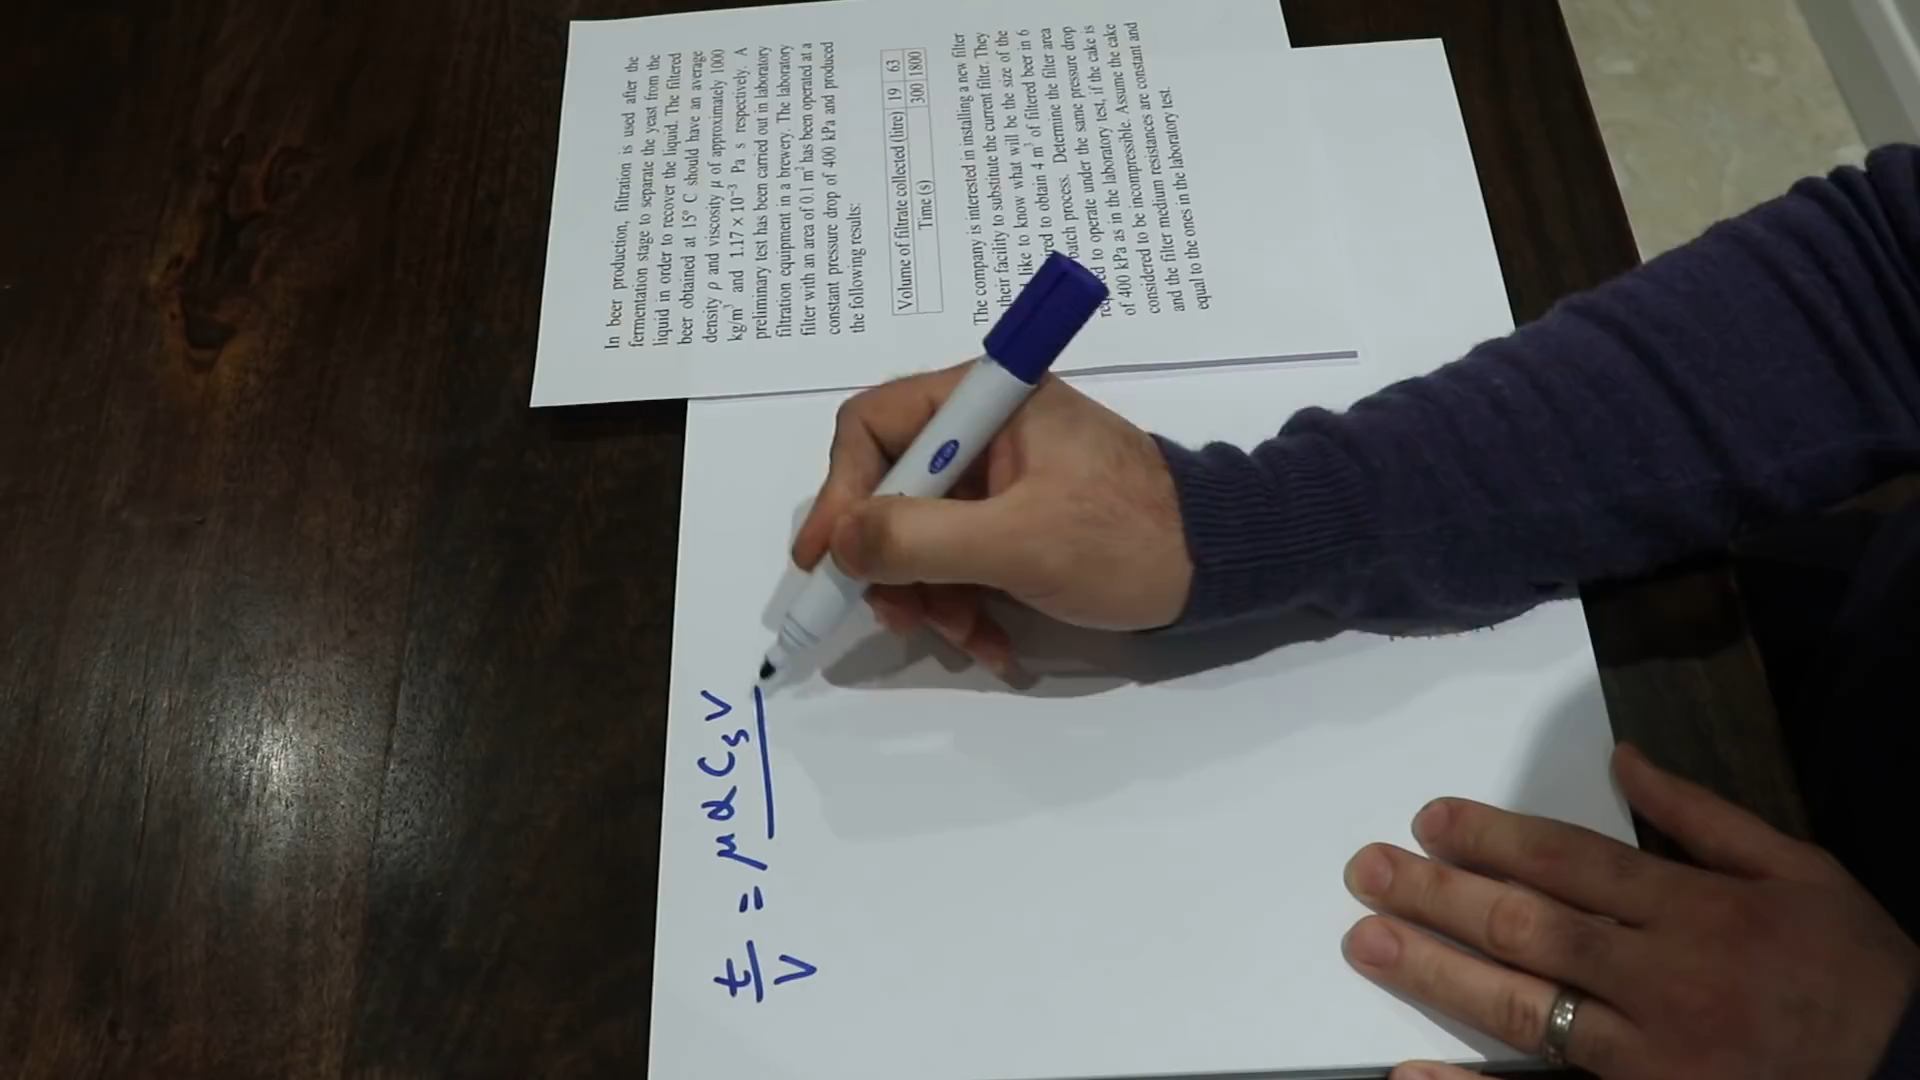 In beer production, filtration is used after the
fermentation stage to separate the yeast from the
liquid in order to recover the liquid. The filtered
beer obtained at 15° C should have an average
density ρ and viscosity μ of approximately 1000
kg/m³ and 1.17 × 10⁻³ Pa s respectively. A
preliminary test has been carried out in laboratory
filtration equipment in a brewery. The laboratory
filter with an area of 0.1 m² has been operated at a
constant pressure drop of 400 kPa and produced
the following results:
Volume of filtrate collected (litre) 19 63
Time (s) 300 1800
The company is interested in installing a new filter
their facility to substitute the current filter. They
like to know what will be the size of the
to obtain 4 m³ of filtered beer in 6
batch process. Determine the filter area
to operate under the same pressure drop
of 400 kPa as in the laboratory test, if the cake is
considered to be incompressible. Assume the cake
and the filter medium resistances are constant and
equal to the ones in the laboratory test.
t/V = μαCsV